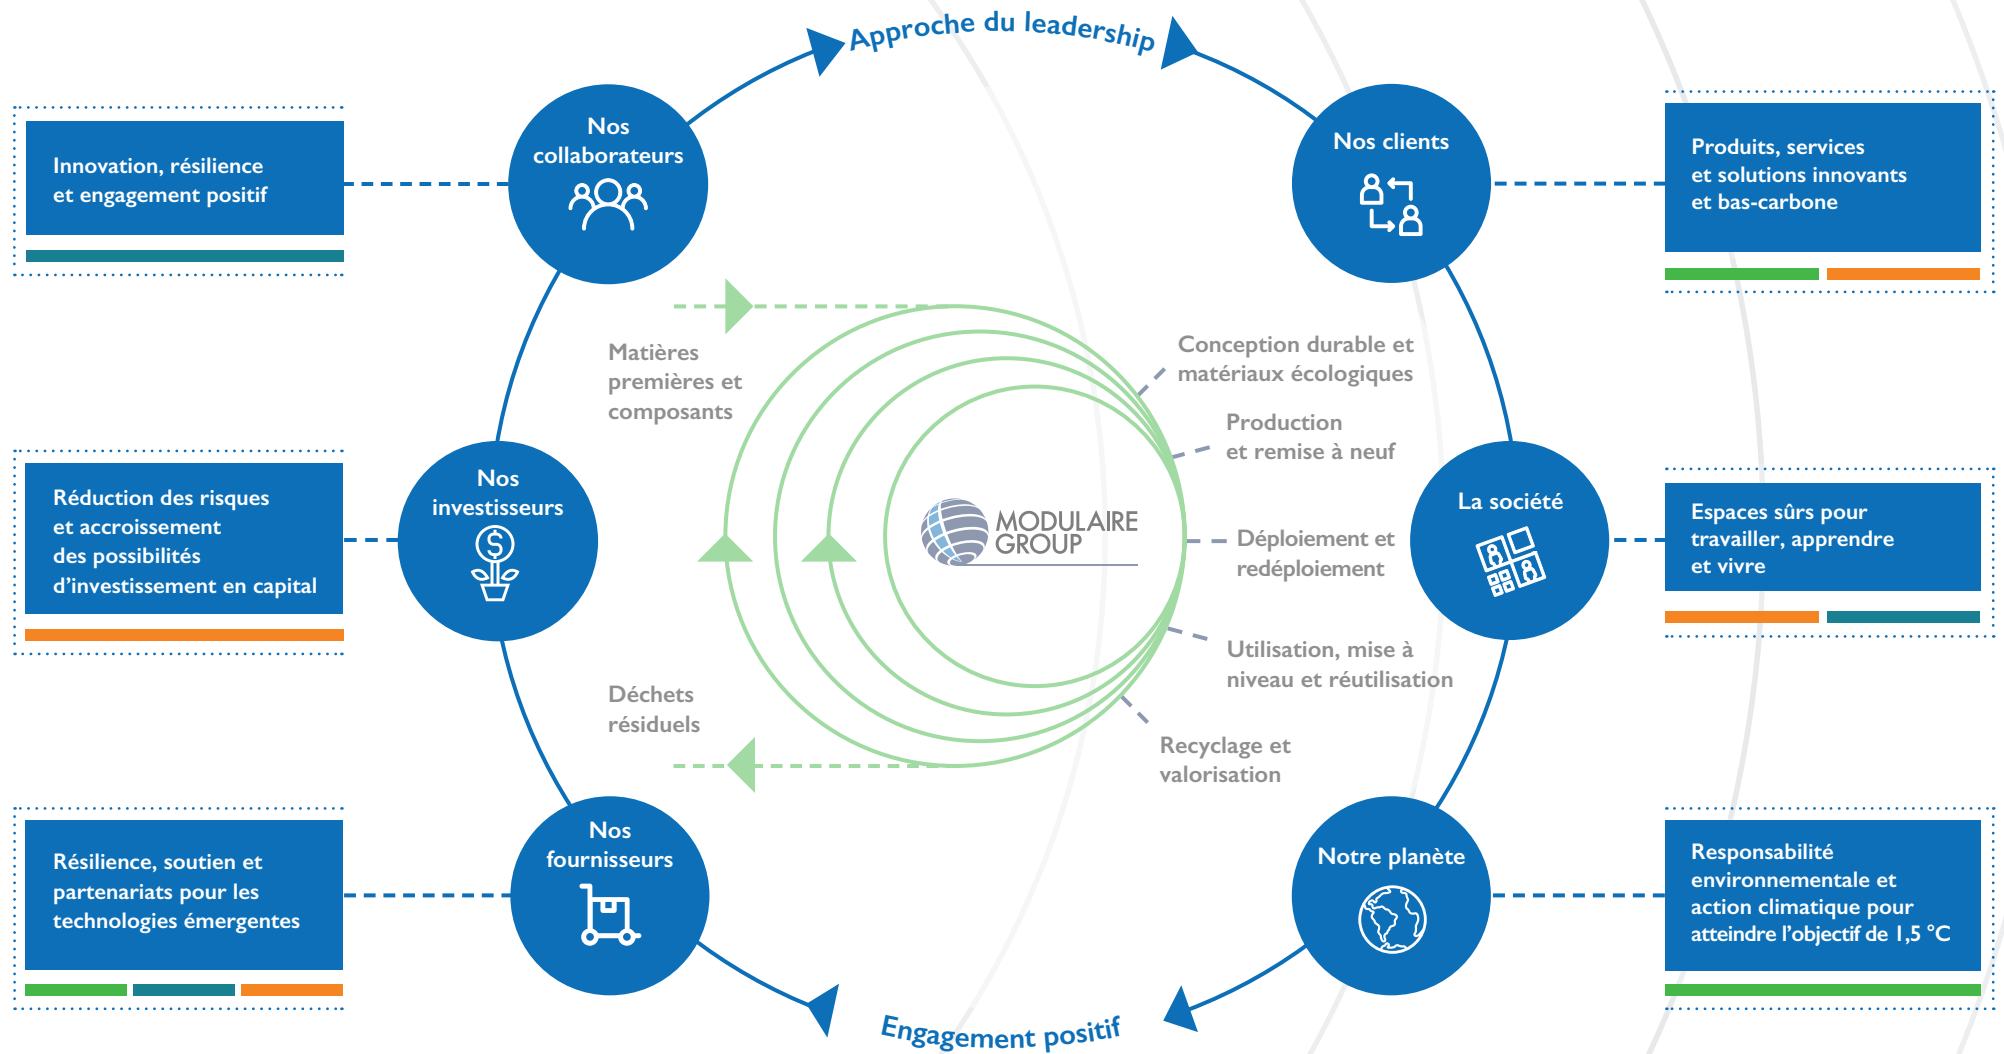 Approche du leadership
Nos
collaborateurs
Innovation, résilience
et engagement positif
Nos clients
Produits, services
et solutions innovants
et bas-carbone
Matières
premières et
composants
Conception durable et
matériaux écologiques
Production
et remise à neuf
Nos
investisseurs
Réduction des risques
et accroissement
des possibilités
d’investissement en capital
MODULAIRE
GROUP
Déploiement et
redéploiement
La société
Espaces sûrs pour
travailler, apprendre
et vivre
Utilisation, mise à
niveau et réutilisation
Déchets
résiduels
Recyclage et
valorisation
Nos
fournisseurs
Résilience, soutien et
partenariats pour les
technologies émergentes
Notre planète
Responsabilité
environnementale et
action climatique pour
atteindre l’objectif de 1,5 °C
Engagement positif